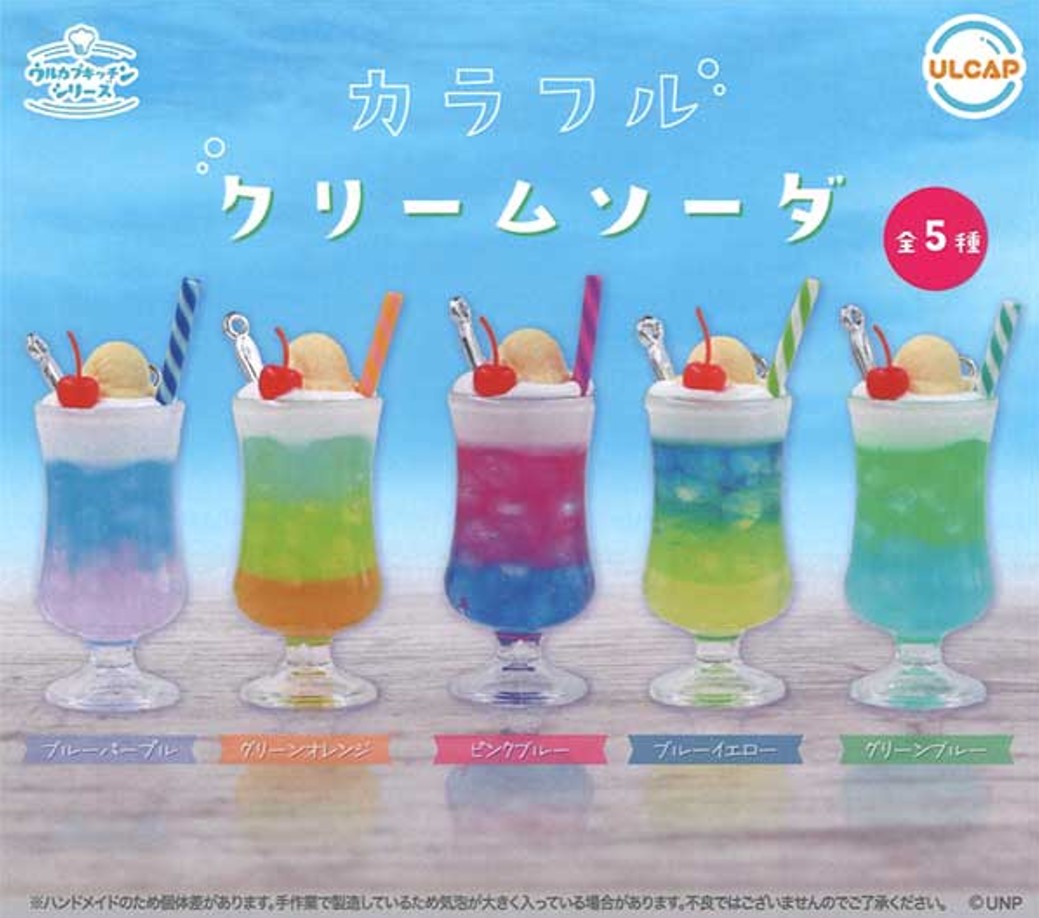 ウルカプキッチン
シリーズ
ULCAP
カラフル
クリームソーダ
全5種
ブルーパープル
グリーンオレンジ
ピンクブルー
ブルーイエロー
グリーンブルー
※ハンドメイドのため個体差があります。手作業で製造しているため気泡が大きく入っている場合があります。不良ではございませんのでご了承ください。 ©UNP